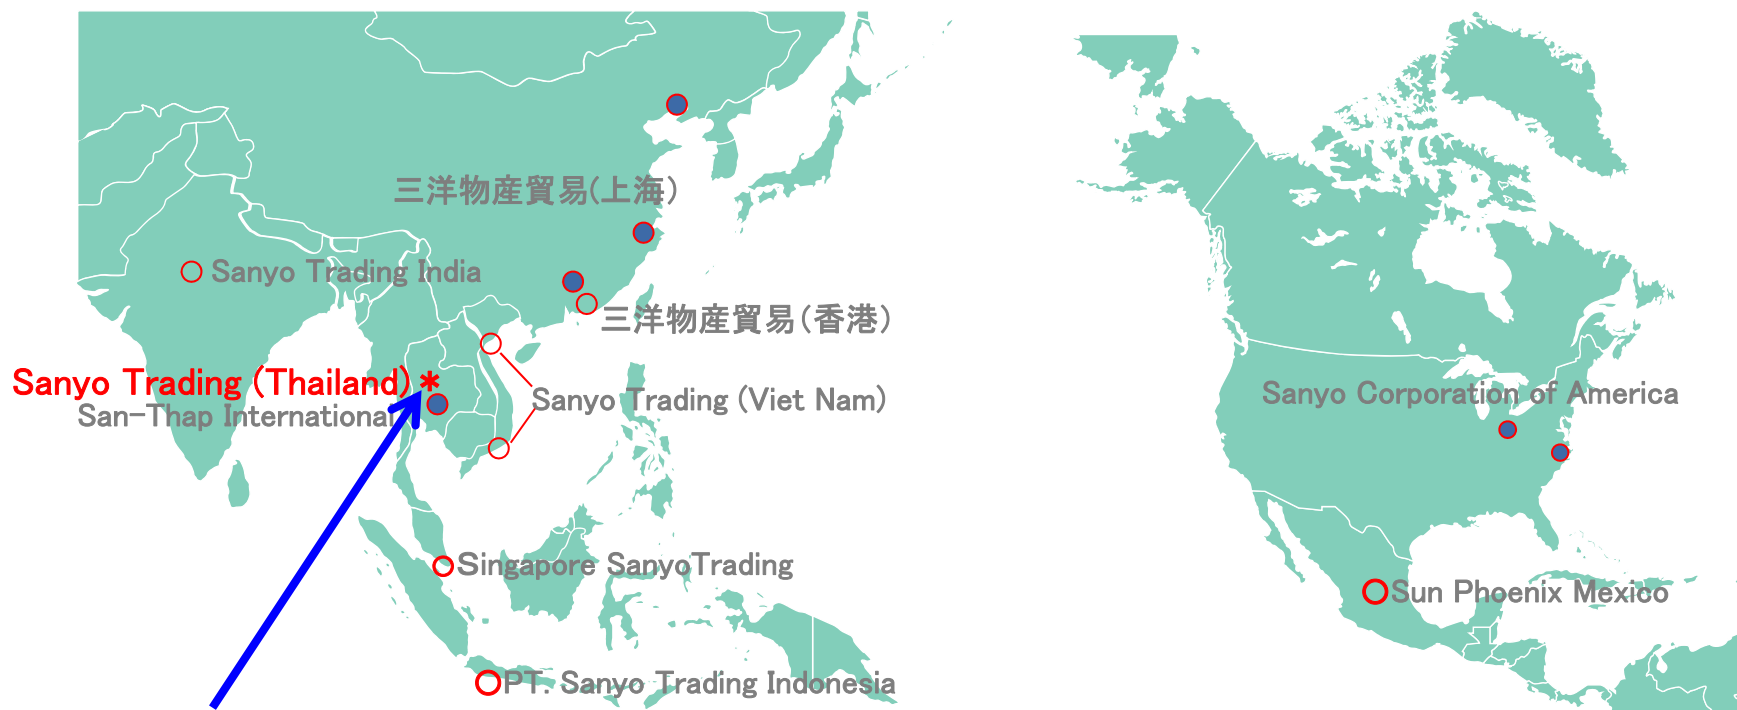 三洋物産貿易(上海)
Sanyo Trading India
三洋物産貿易(香港)
Sanyo Trading (Thailand)*
San-Thap International
Sanyo Trading (Viet Nam)
Singapore SanyoTrading
PT. Sanyo Trading Indonesia
Sanyo Corporation of America
Sun Phoenix Mexico